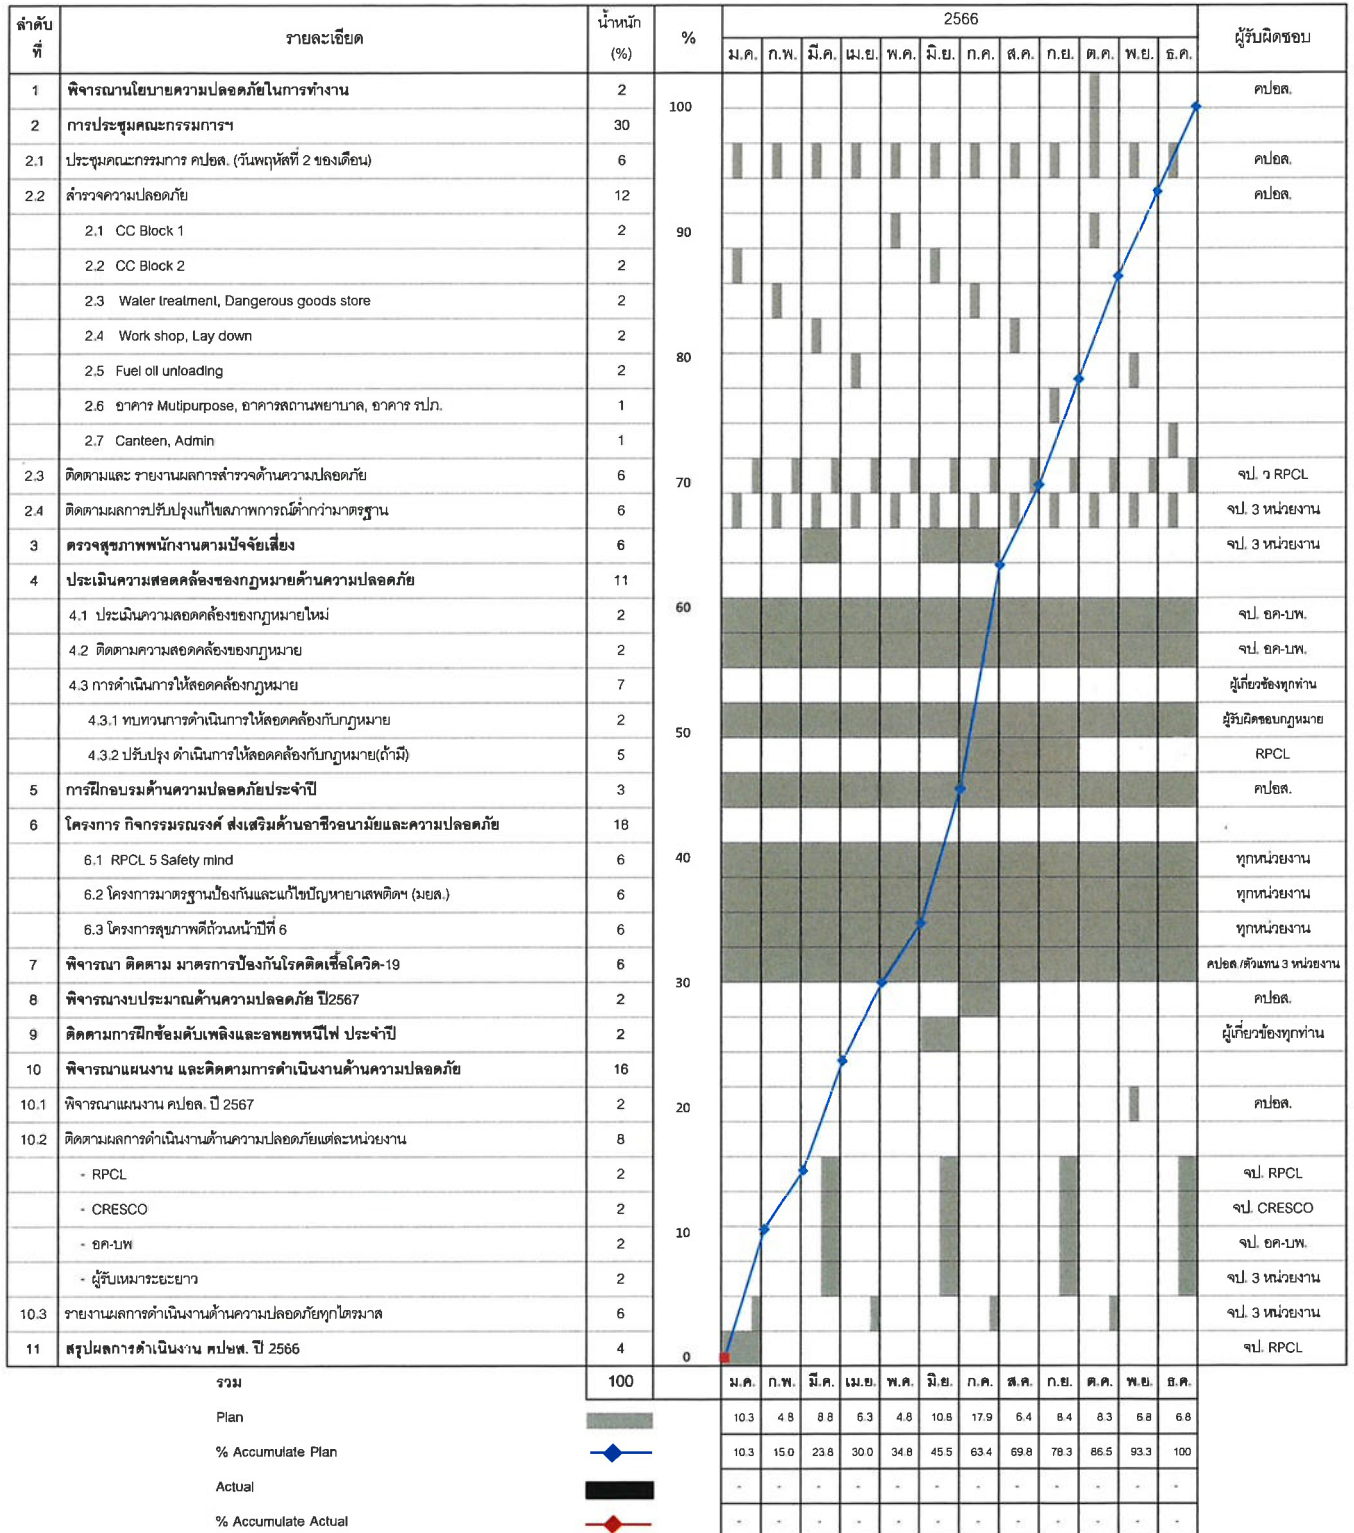 ลำดับที่ รายละเอียด น้ำหนัก (%) % 2566 ผู้รับผิดชอบ
ม.ค. ก.พ. มี.ค. เม.ย. พ.ค. มิ.ย. ก.ค. ส.ค. ก.ย. ต.ค. พ.ย. ธ.ค.
1 พิจารณานโยบายความปลอดภัยในการทำงาน 2 คปอส.
100
2 การประชุมคณะกรรมการฯ 30
2.1 ประชุมคณะกรรมการ คปอส. (วันพฤหัสที่ 2 ของเดือน) 6 คปอส.
2.2 สำรวจความปลอดภัย 12 คปอส.
2.1 CC Block 1 2 90
2.2 CC Block 2 2
2.3 Water treatment, Dangerous goods store 2
2.4 Work shop, Lay down 2
80
2.5 Fuel oil unloading 2
2.6 อาคาร Mutipurpose, อาคารสถานพยาบาล, อาคาร รปภ. 1
2.7 Canteen, Admin 1
2.3 ติดตามและ รายงานผลการสำรวจด้านความปลอดภัย 6 70 จป. ว RPCL
2.4 ติดตามผลการปรับปรุงแก้ไขสภาพการณ์ต่ำกว่ามาตรฐาน 6 จป. 3 หน่วยงาน
3 ตรวจสุขภาพพนักงานตามปัจจัยเสี่ยง 6 จป. 3 หน่วยงาน
4 ประเมินความสอดคล้องของกฎหมายด้านความปลอดภัย 11
60
4.1 ประเมินความสอดคล้องของกฎหมายใหม่ 2 จป. อค-บพ.
4.2 ติดตามความสอดคล้องของกฎหมาย 2 จป. อค-บพ.
4.3 การดำเนินการให้สอดคล้องกฎหมาย 7 ผู้เกี่ยวข้องทุกท่าน
4.3.1 ทบทวนการดำเนินการให้สอดคล้องกับกฎหมาย 2 ผู้รับผิดชอบกฎหมาย
50
4.3.2 ปรับปรุง ดำเนินการให้สอดคล้องกับกฎหมาย(ถ้ามี) 5 RPCL
5 การฝึกอบรมด้านความปลอดภัยประจำปี 3 คปอส.
6 โครงการ กิจกรรมรณรงค์ ส่งเสริมด้านอาชีวอนามัยและความปลอดภัย 18
6.1 RPCL 5 Safety mind 6 40 ทุกหน่วยงาน
6.2 โครงการมาตรฐานป้องกันและแก้ไขปัญหายาเสพติดฯ (มยส.) 6 ทุกหน่วยงาน
6.3 โครงการสุขภาพดีถ้วนหน้าปีที่ 6 6 ทุกหน่วยงาน
7 พิจารณา ติดตาม มาตรการป้องกันโรคติดเชื้อโควิด-19 6 คปอส./ตัวแทน 3 หน่วยงาน
30
8 พิจารณางบประมาณด้านความปลอดภัย ปี2567 2 คปอส.
9 ติดตามการฝึกซ้อมดับเพลิงและอพยพหนีไฟ ประจำปี 2 ผู้เกี่ยวข้องทุกท่าน
10 พิจารณาแผนงาน และติดตามการดำเนินงานด้านความปลอดภัย 16
10.1 พิจารณาแผนงาน คปอส. ปี 2567 2 20 คปอส.
10.2 ติดตามผลการดำเนินงานด้านความปลอดภัยแต่ละหน่วยงาน 8
- RPCL 2 จป. RPCL
- CRESCO 2 จป. CRESCO
10
- อค-บพ 2 จป. อค-บพ.
- ผู้รับเหมาระยะยาว 2 จป. 3 หน่วยงาน
10.3 รายงานผลการดำเนินงานด้านความปลอดภัยทุกไตรมาส 6 จป. 3 หน่วยงาน
11 สรุปผลการดำเนินงาน คปอส. ปี 2566 4 0 จป. RPCL
รวม 100 ม.ค. ก.พ. มี.ค. เม.ย. พ.ค. มิ.ย. ก.ค. ส.ค. ก.ย. ต.ค. พ.ย. ธ.ค.
Plan 10.3 4.8 8.8 6.3 4.8 10.8 17.9 6.4 8.4 8.3 6.8 6.8
% Accumulate Plan 10.3 15.0 23.8 30.0 34.8 45.5 63.4 69.8 78.3 86.5 93.3 100
Actual - - - - - - - - - - - -
% Accumulate Actual - - - - - - - - - - - -